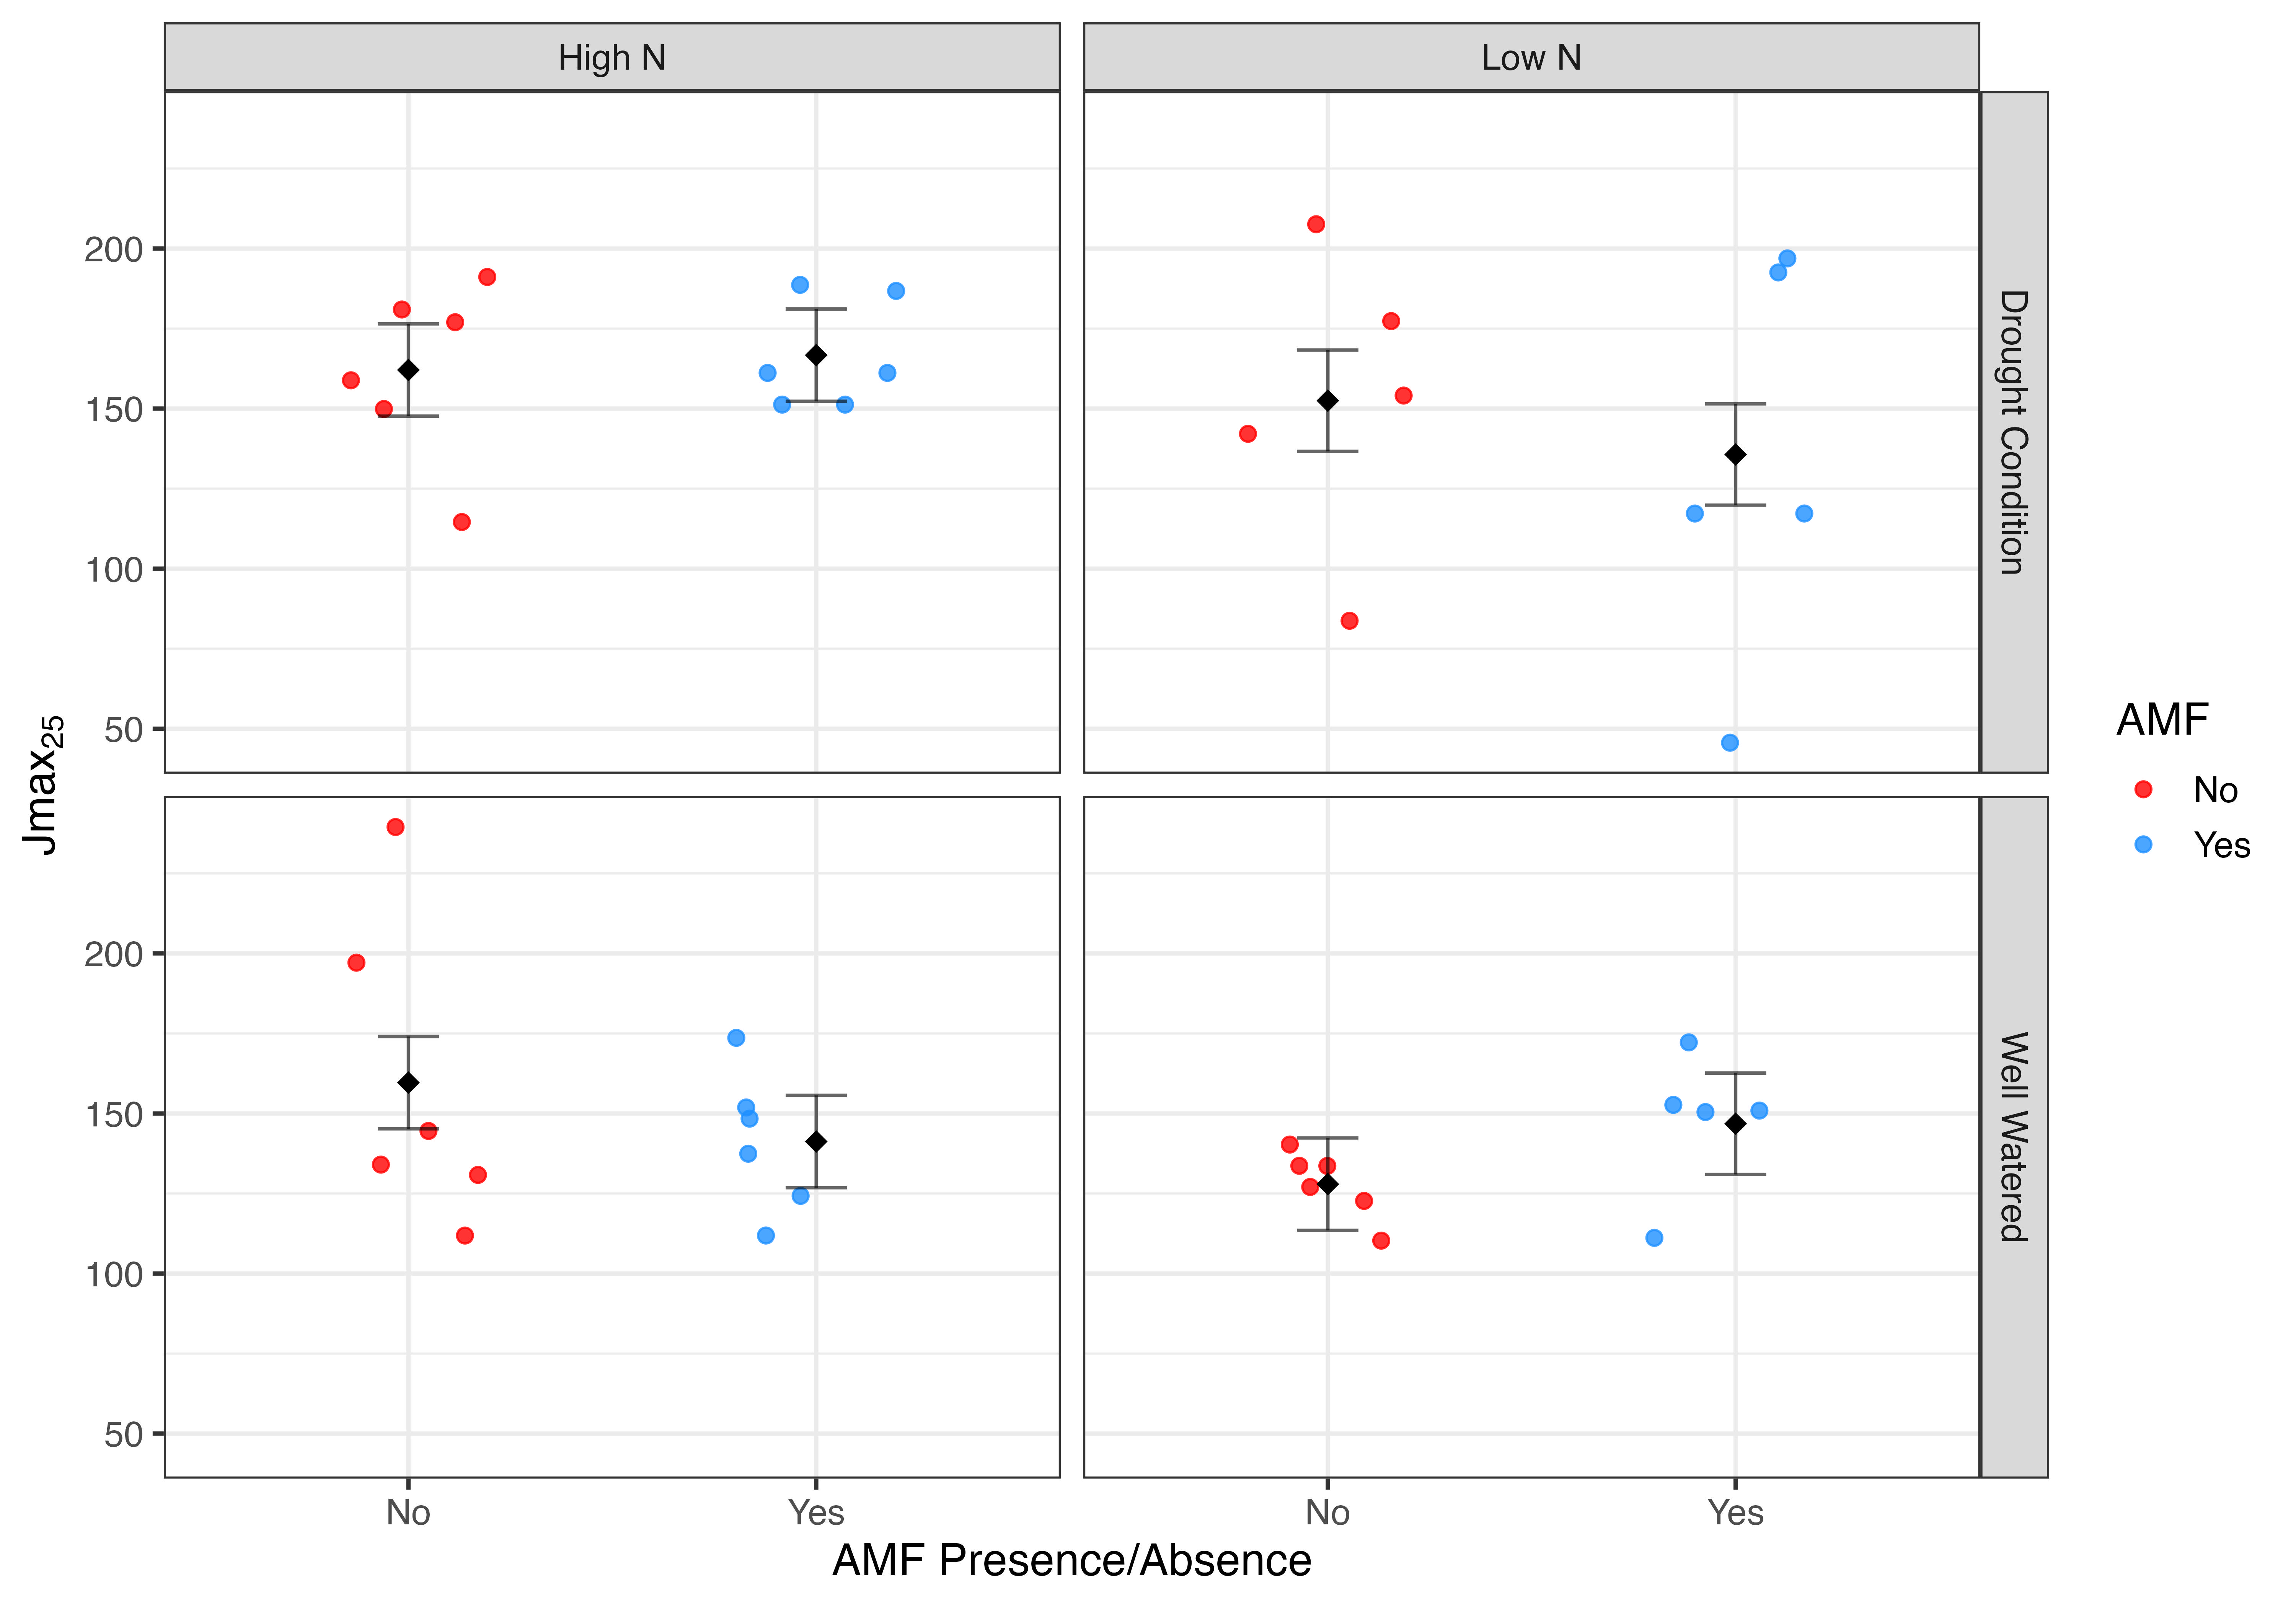 High N
Low N
200
150
100
50
Drought Condition
200
150
100
50
Well Watered
Jmax₂₅
No
Yes
No
Yes
AMF Presence/Absence
AMF
No
Yes